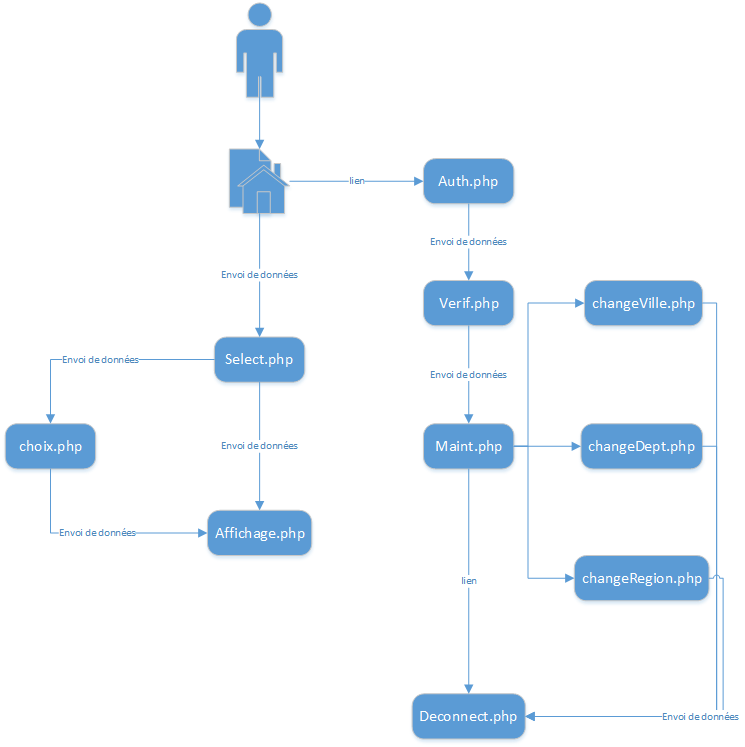 lien
Auth.php
Envoi de données
Envoi de données
Verif.php
changeVille.php
Select.php
Envoi de données
Envoi de données
choix.php
Envoi de données
Maint.php
changeDept.php
Envoi de données
Affichage.php
lien
changeRegion.php
Deconnect.php
Envoi de données